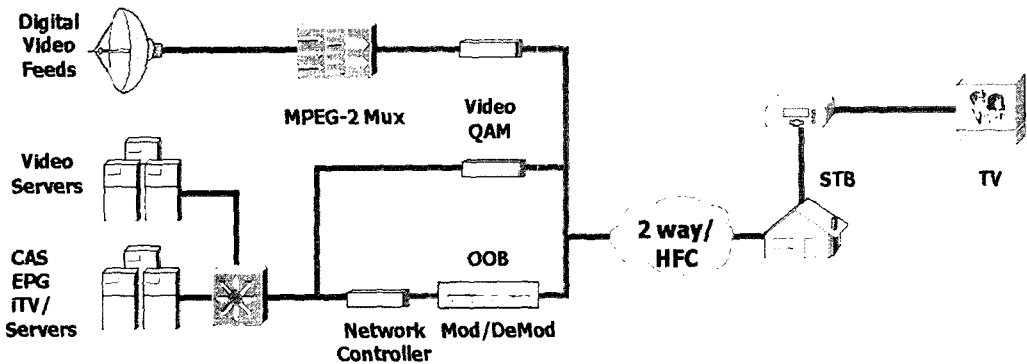 Digital
Video
Feeds
MPEG-2 Mux
Video
QAM
Video
Servers
STB
TV
2 way/
HFC
CAS
EPG
iTV/
Servers
OOB
Network
Controller
Mod/DeMod